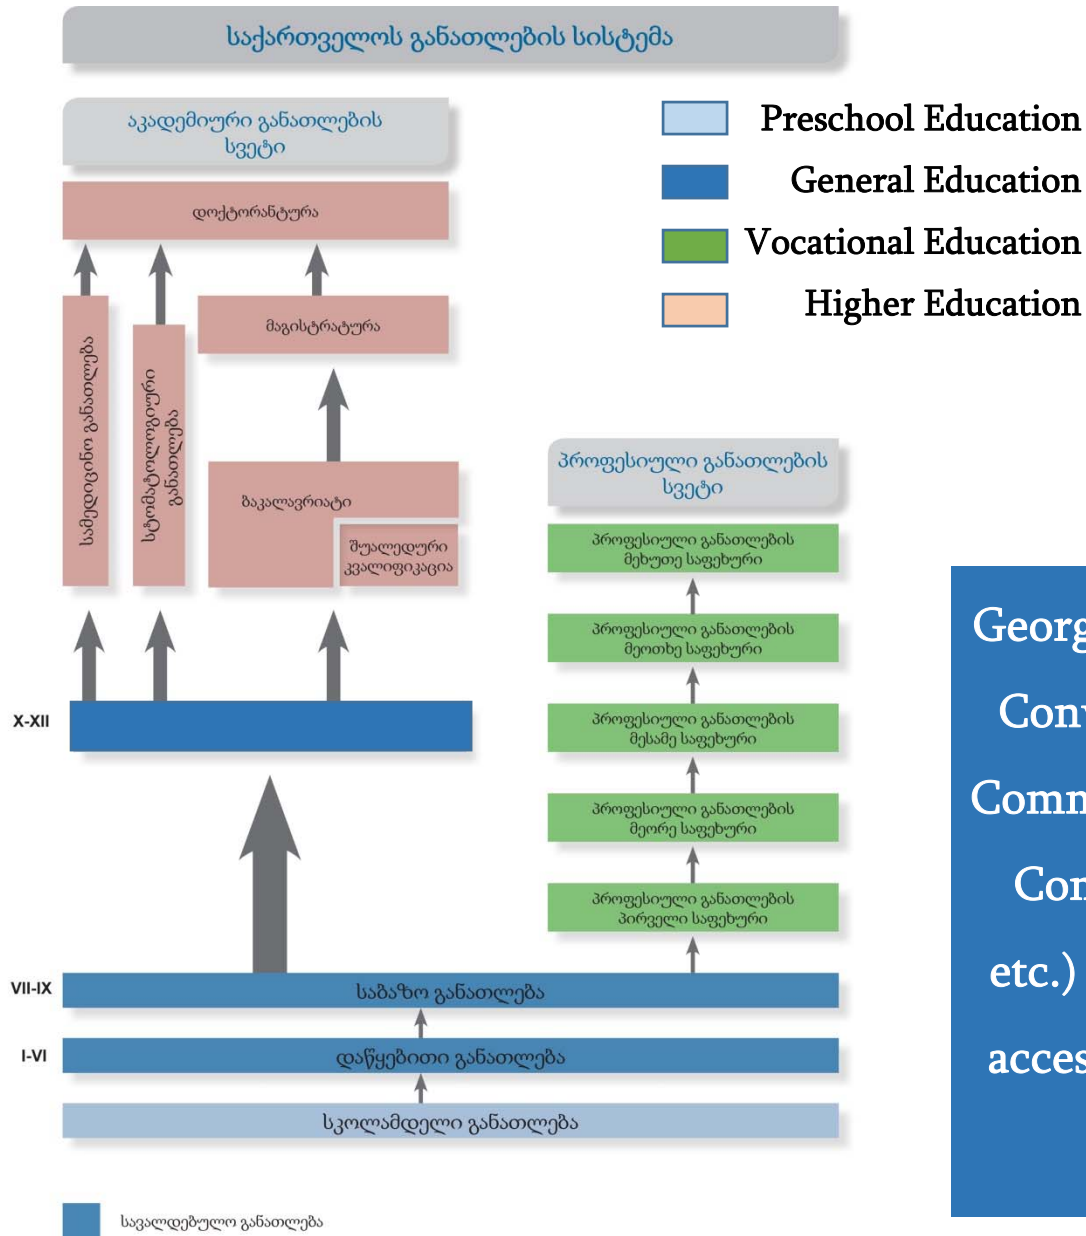 საქართველოს განათლების სისტემა
აკადემიური განათლების
სვეტი
დოქტორანტურა
მაგისტრატურა
სამედიცინო განათლება
სტომატოლოგიური
განათლება
ბაკალავრიატი
შუალედური
კვალიფიკაცია
X-XII
VII-IX
საბაზო განათლება
I-VI
დაწყებითი განათლება
სკოლამდელი განათლება
სავალდებულო განათლება
Preschool Education
General Education
Vocational Education
Higher Education
პროფესიული განათლების
სვეტი
პროფესიული განათლების
მეხუთე საფეხური
პროფესიული განათლების
მეოთხე საფეხური
პროფესიული განათლების
მესამე საფეხური
პროფესიული განათლების
მეორე საფეხური
პროფესიული განათლების
პირველი საფეხური
etc.)